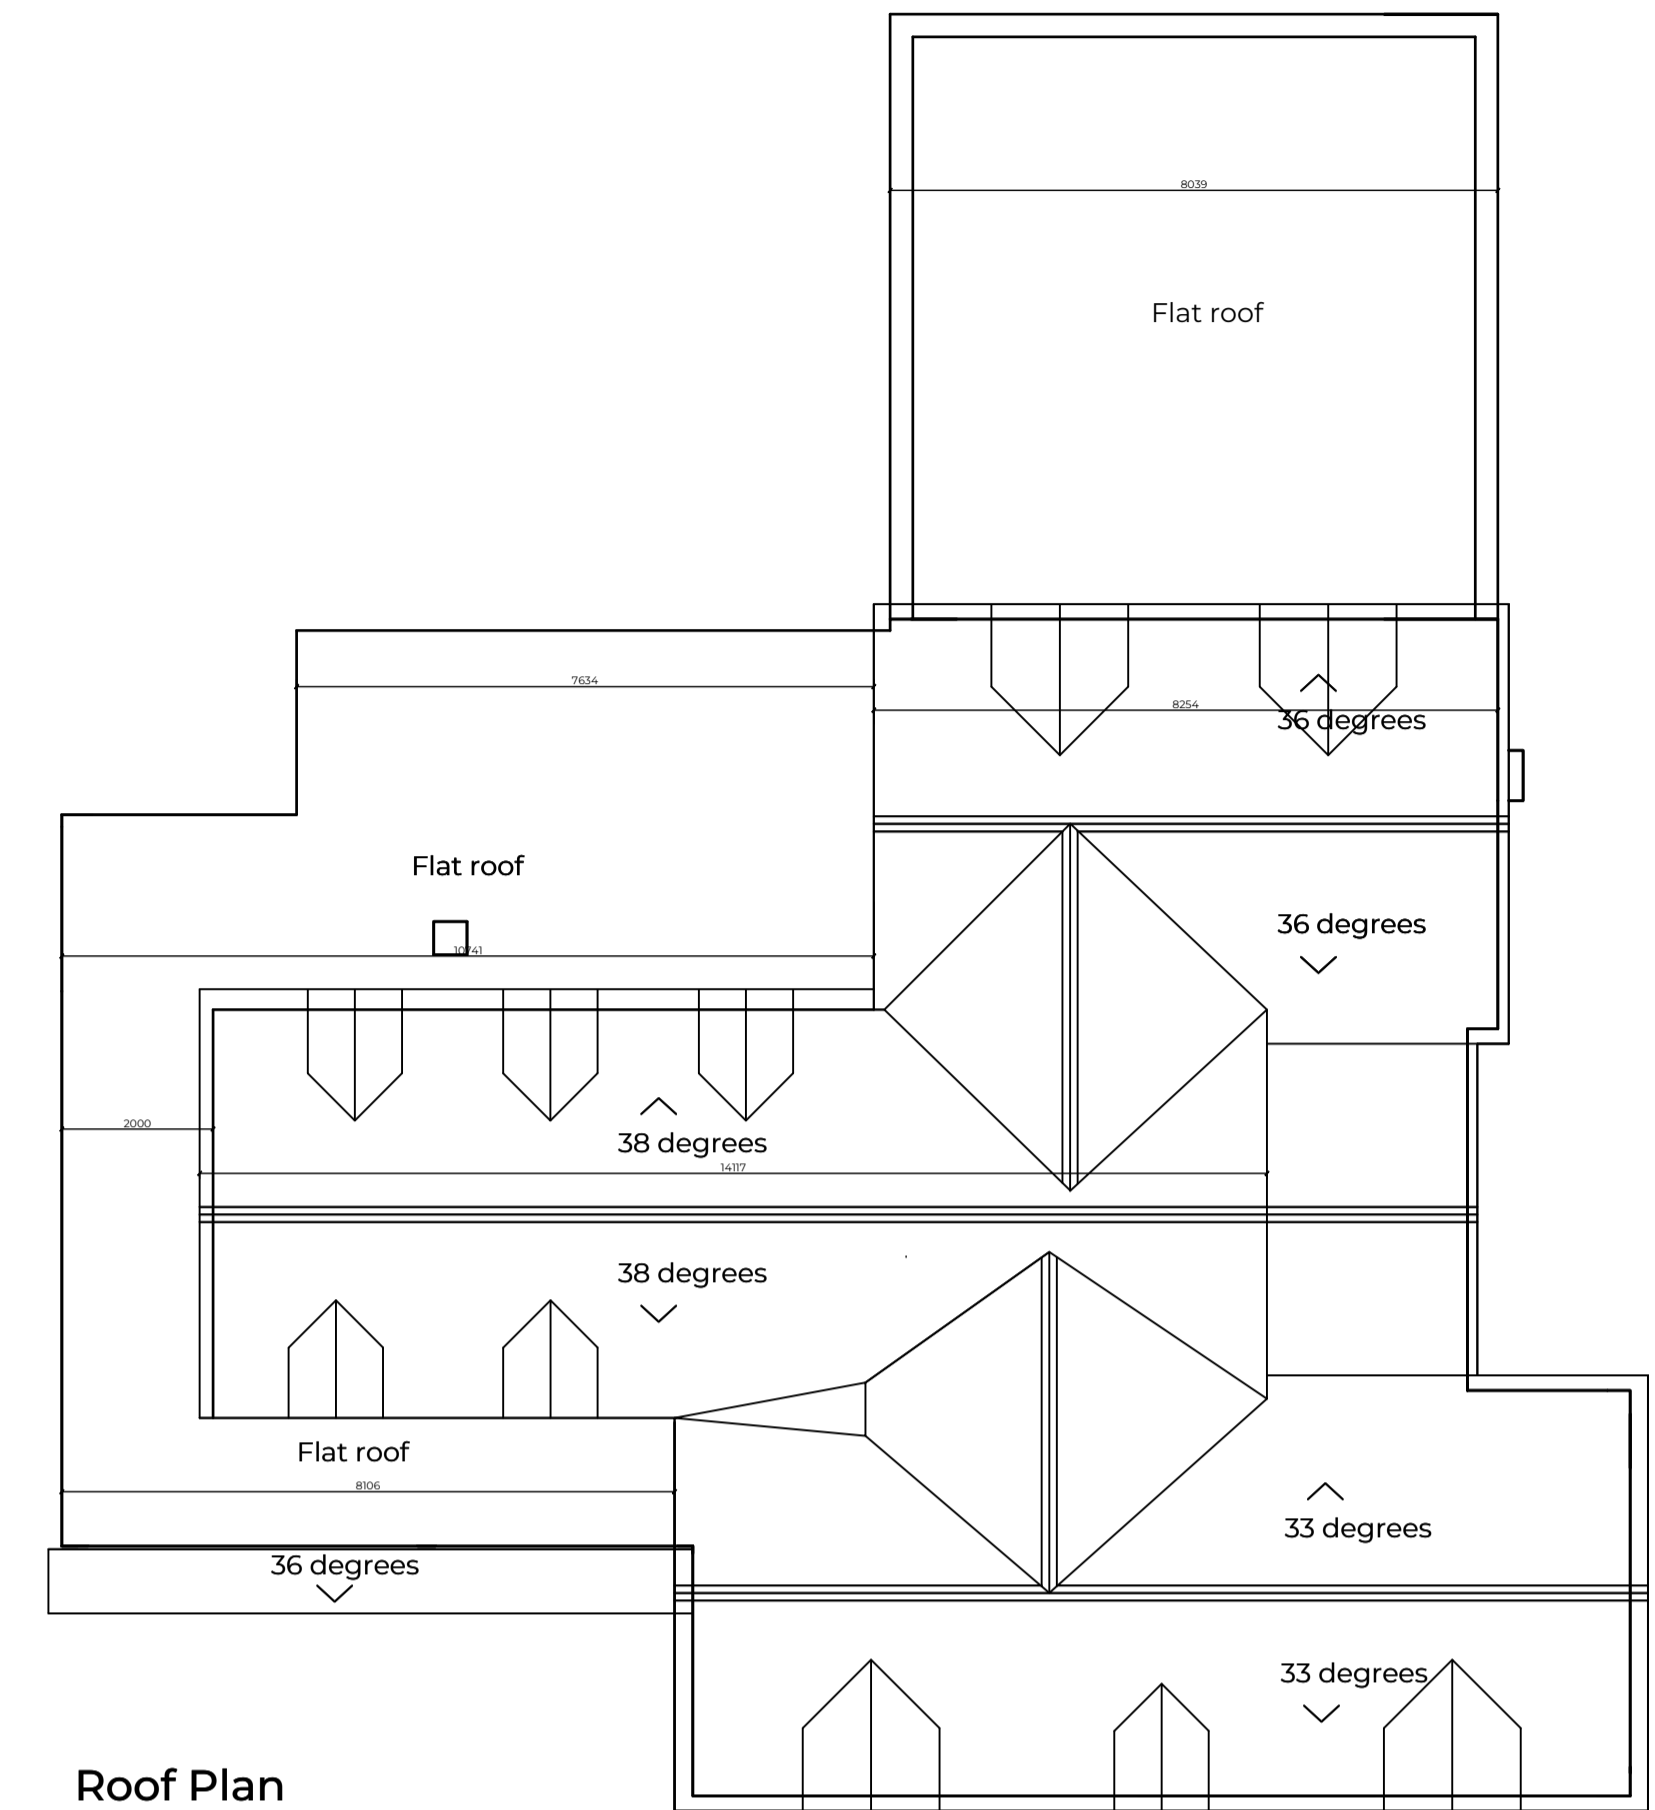 8039
Flat roof
7634
8254
36 degrees
Flat roof
36 degrees
10741
2000
38 degrees
14117
38 degrees
Flat roof
8106
33 degrees
36 degrees
33 degrees
Roof Plan